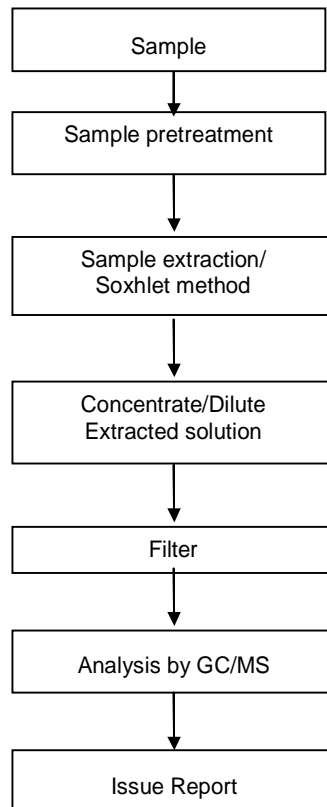 Sample
Sample pretreatment
Sample extraction/
Soxhlet method
Concentrate/Dilute
Extracted solution
Filter
Analysis by GC/MS
Issue Report